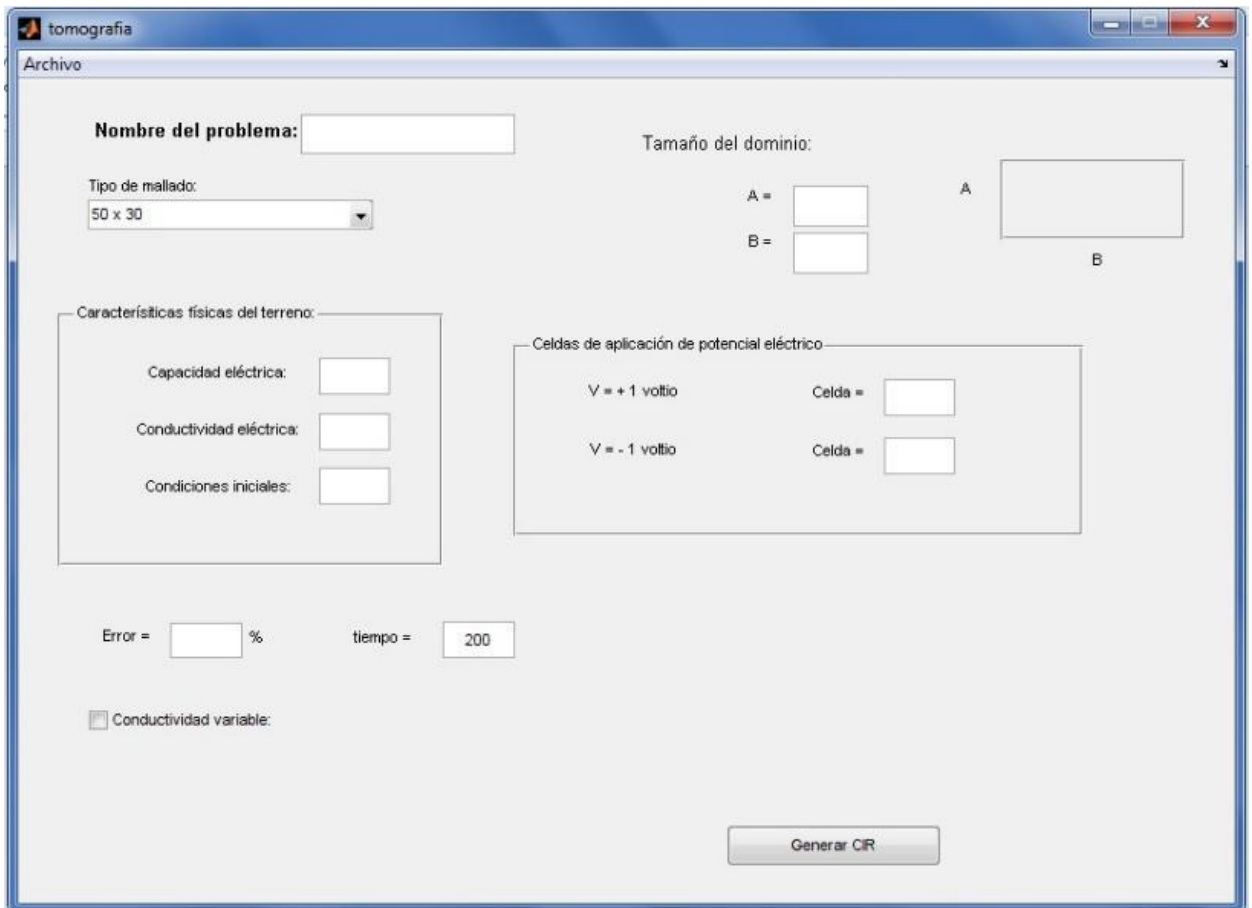 tomografia
Archivo
Nombre del problema:
Tamaño del dominio:
Tipo de mallado:
50 x 30
A =
A
B =
B
Caracterísiticas físicas del terreno:
Capacidad eléctrica:
Conductividad eléctrica:
Condiciones iniciales:
Celdas de aplicación de potencial eléctrico
V = + 1 voltio
Celda =
V = - 1 voltio
Celda =
Error =
%
tiempo =
200
Conductividad variable:
Generar CIR